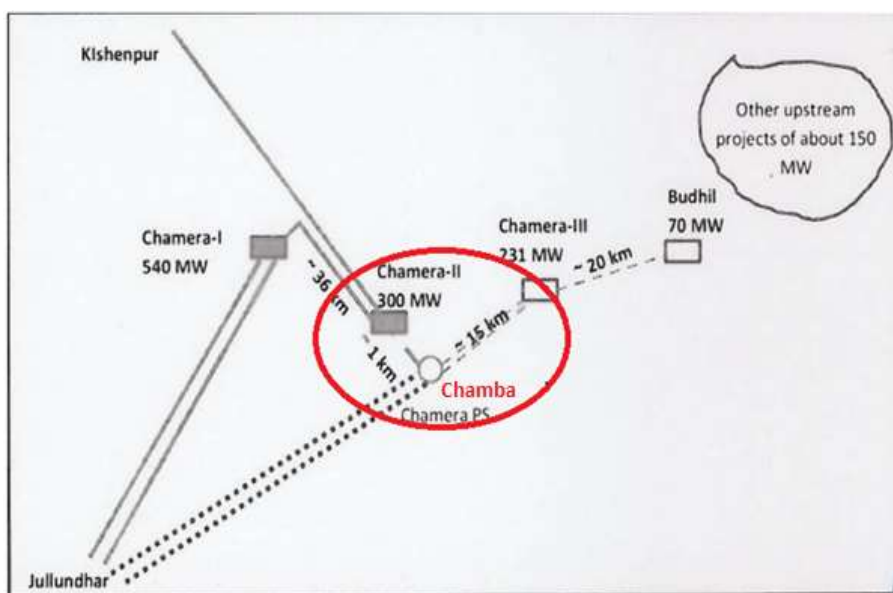 KIshenpur
Other upstream
projects of about 150
MW
Budhil
70 MW
Chamera-III
231 MW
~ 20 km
Chamera-I
540 MW
Chamera-II
300 MW
~ 36 km
~ 15 km
~ 1 km
Chamba
Chamera PS
Jullundhar